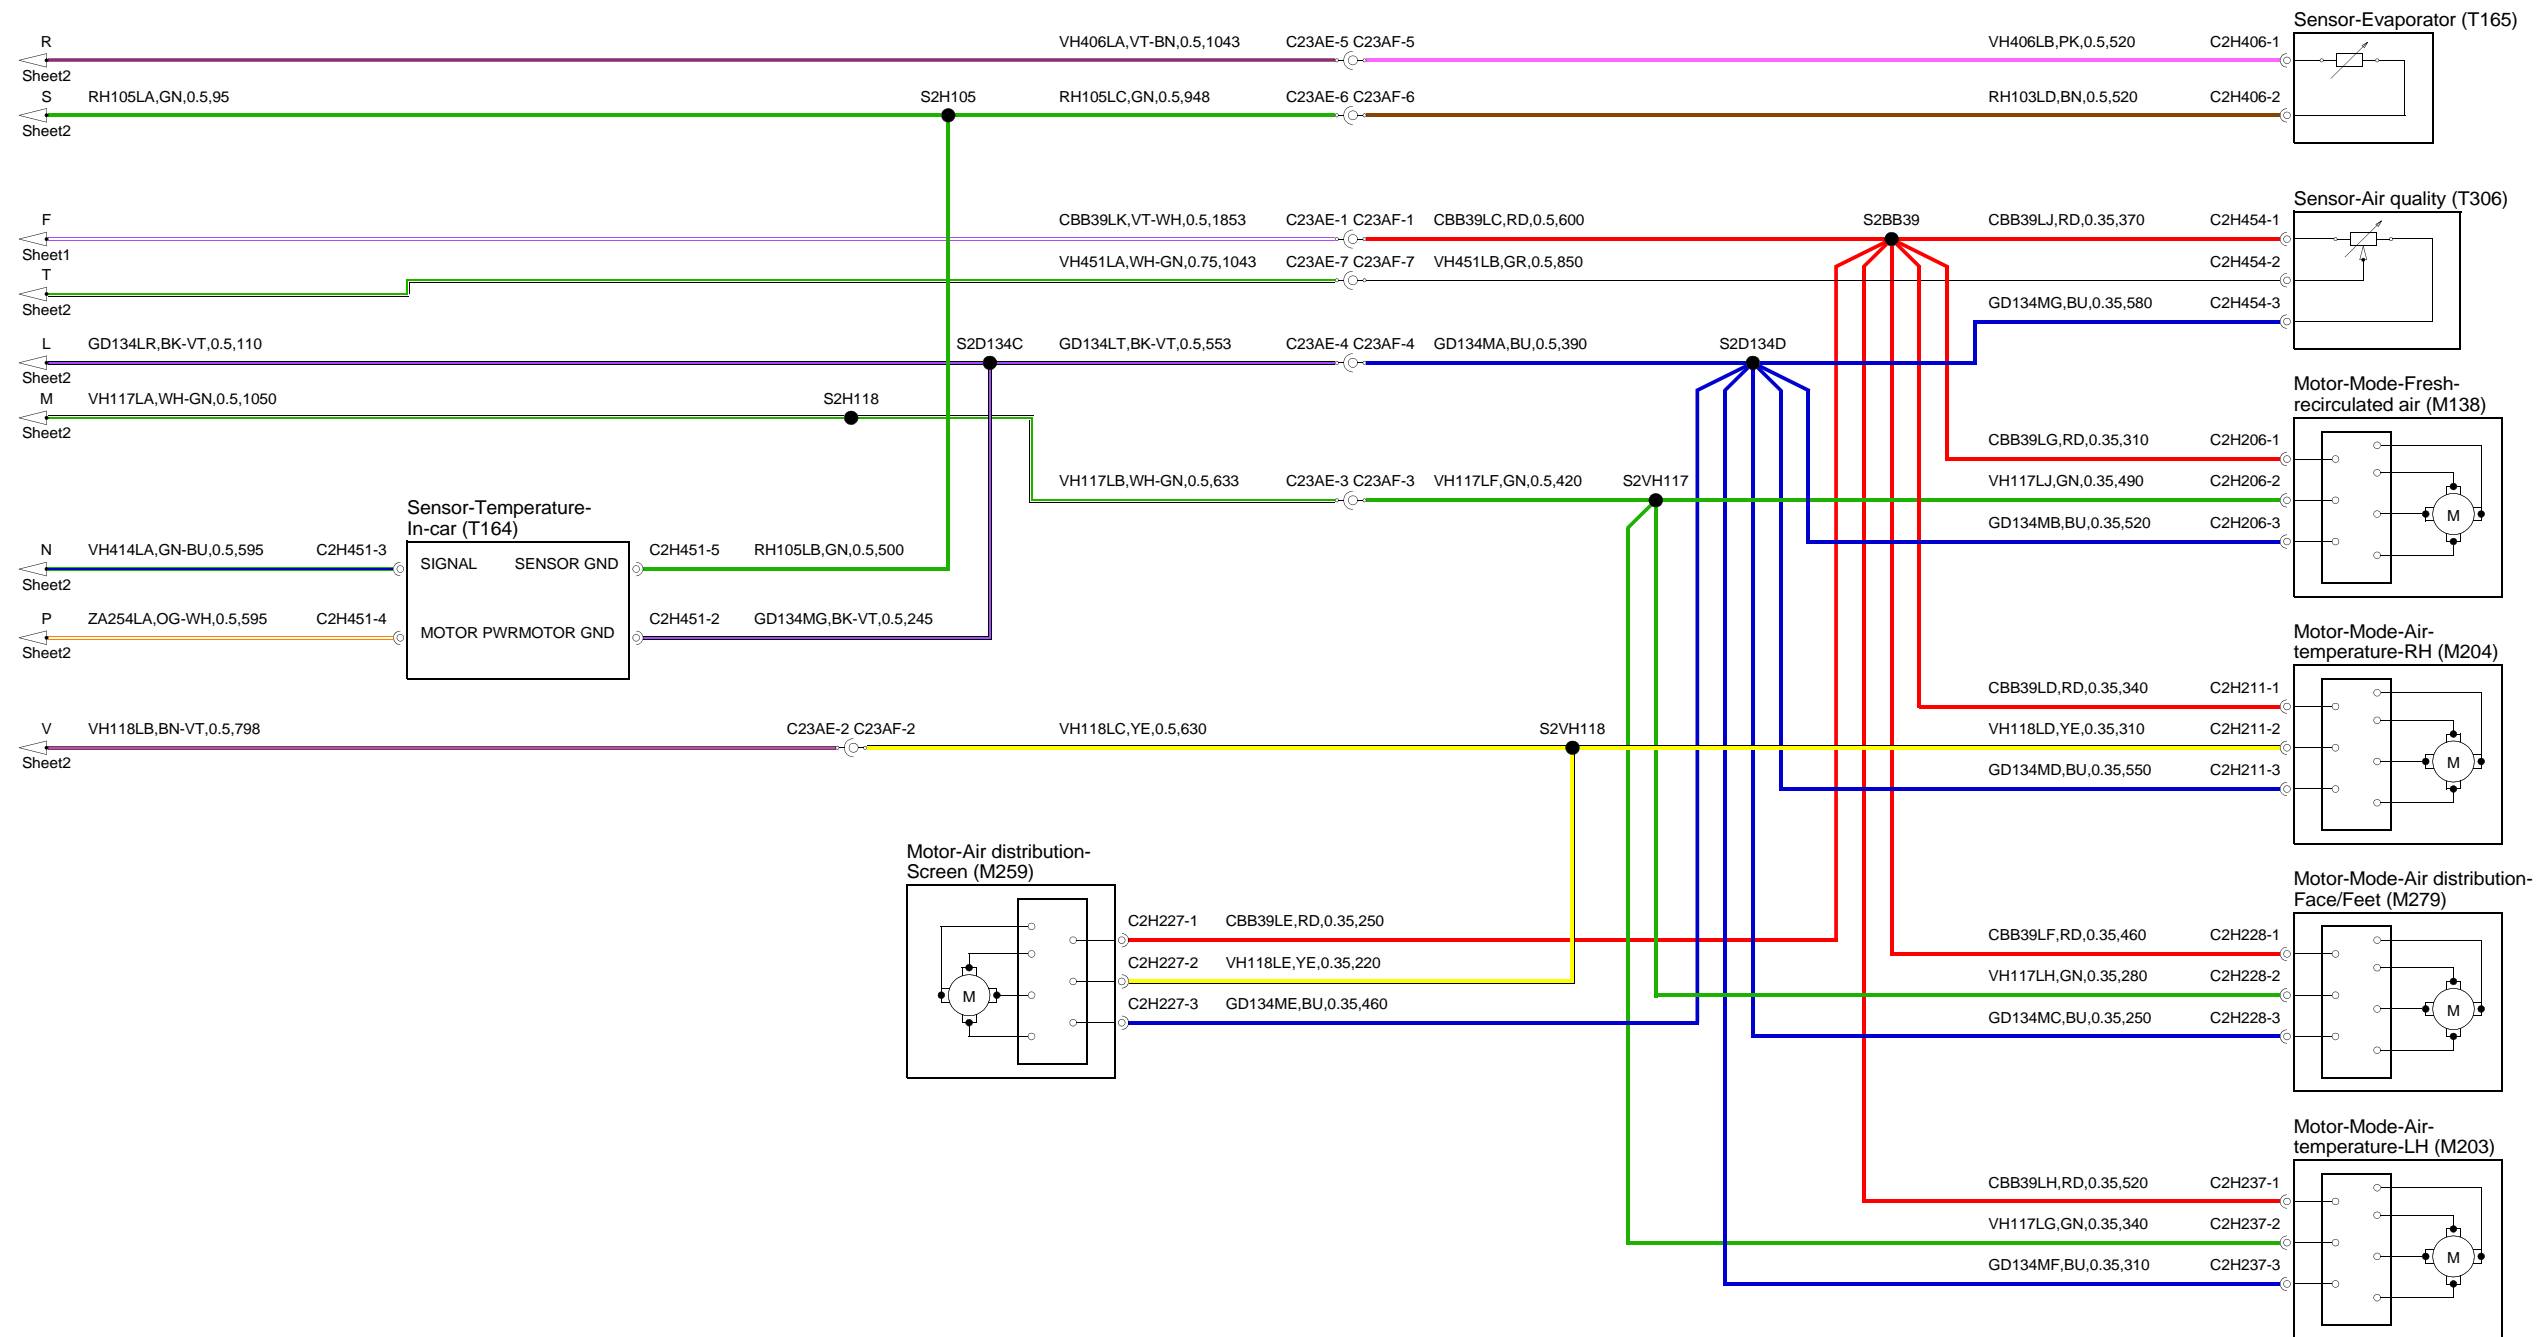 Sensor-Evaporator (T165)
R VH406LA,VT-BN,0.5,1043 C23AE-5 C23AF-5 VH406LB,PK,0.5,520 C2H406-1
Sheet2
S RH105LA,GN,0.5,95 S2H105 RH105LC,GN,0.5,948 C23AE-6 C23AF-6 RH103LD,BN,0.5,520 C2H406-2
Sheet2
Sensor-Air quality (T306)
F CBB39LK,VT-WH,0.5,1853 C23AE-1 C23AF-1 CBB39LC,RD,0.5,600 S2BB39 CBB39LJ,RD,0.35,370 C2H454-1
Sheet1
T VH451LA,WH-GN,0.75,1043 C23AE-7 C23AF-7 VH451LB,GR,0.5,850 C2H454-2
Sheet2
GD134MG,BU,0.35,580 C2H454-3
L GD134LR,BK-VT,0.5,110 S2D134C GD134LT,BK-VT,0.5,553 C23AE-4 C23AF-4 GD134MA,BU,0.5,390 S2D134D
Sheet2
Motor-Mode-Fresh-
recirculated air (M138)
M VH117LA,WH-GN,0.5,1050 S2H118
Sheet2
CBB39LG,RD,0.35,310 C2H206-1
VH117LB,WH-GN,0.5,633 C23AE-3 C23AF-3 VH117LF,GN,0.5,420 S2VH117 VH117LJ,GN,0.35,490 C2H206-2
GD134MB,BU,0.35,520 C2H206-3
M
Sensor-Temperature-
In-car (T164)
N VH414LA,GN-BU,0.5,595 C2H451-3 SIGNAL SENSOR GND C2H451-5 RH105LB,GN,0.5,500
Sheet2
P ZA254LA,OG-WH,0.5,595 C2H451-4 MOTOR PWRMOTOR GND C2H451-2 GD134MG,BK-VT,0.5,245
Sheet2
Motor-Mode-Air-
temperature-RH (M204)
CBB39LD,RD,0.35,340 C2H211-1
V VH118LB,BN-VT,0.5,798 C23AE-2 C23AF-2 VH118LC,YE,0.5,630 S2VH118 VH118LD,YE,0.35,310 C2H211-2
Sheet2
GD134MD,BU,0.35,550 C2H211-3
M
Motor-Air distribution-
Screen (M259)
C2H227-1 CBB39LE,RD,0.35,250
C2H227-2 VH118LE,YE,0.35,220
C2H227-3 GD134ME,BU,0.35,460
M
Motor-Mode-Air distribution-
Face/Feet (M279)
CBB39LF,RD,0.35,460 C2H228-1
VH117LH,GN,0.35,280 C2H228-2
GD134MC,BU,0.35,250 C2H228-3
M
Motor-Mode-Air-
temperature-LH (M203)
CBB39LH,RD,0.35,520 C2H237-1
VH117LG,GN,0.35,340 C2H237-2
GD134MF,BU,0.35,310 C2H237-3
M